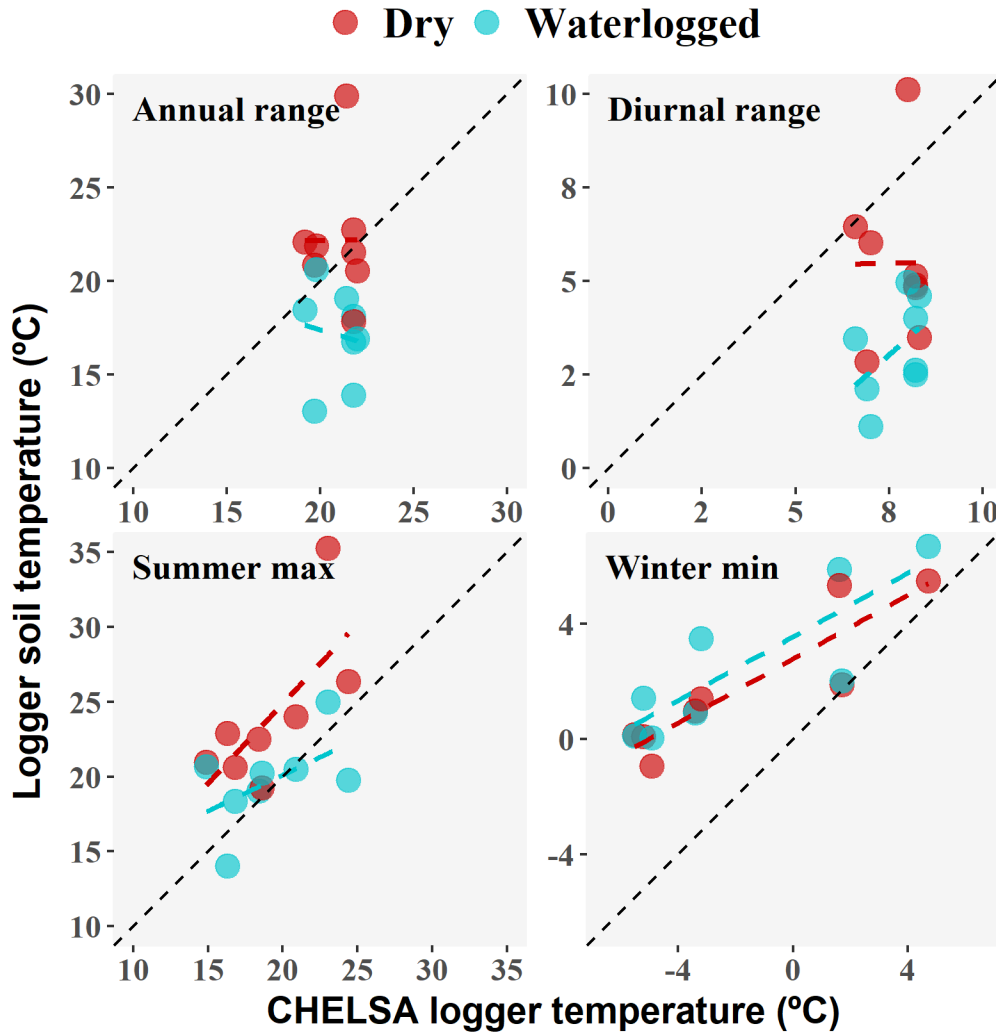 Dry Waterlogged
Annual range
30
25
20
15
10
10 15 20 25 30
Diurnal range
10
8
5
2
0
0 2 5 8 10
Summer max
35
30
25
20
15
10
10 15 20 25 30 35
Winter min
4
0
-4
-4 0 4
Logger soil temperature (ºC)
CHELSA logger temperature (ºC)